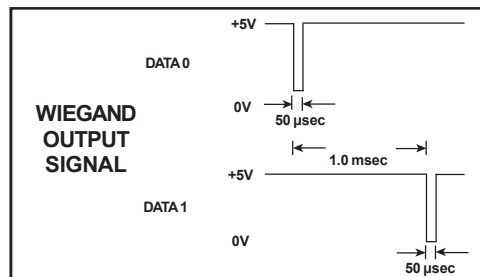 +5V
DATA 0
0V
50 µsec
WIEGAND
OUTPUT
SIGNAL
1.0 msec
+5V
DATA 1
0V
50 µsec